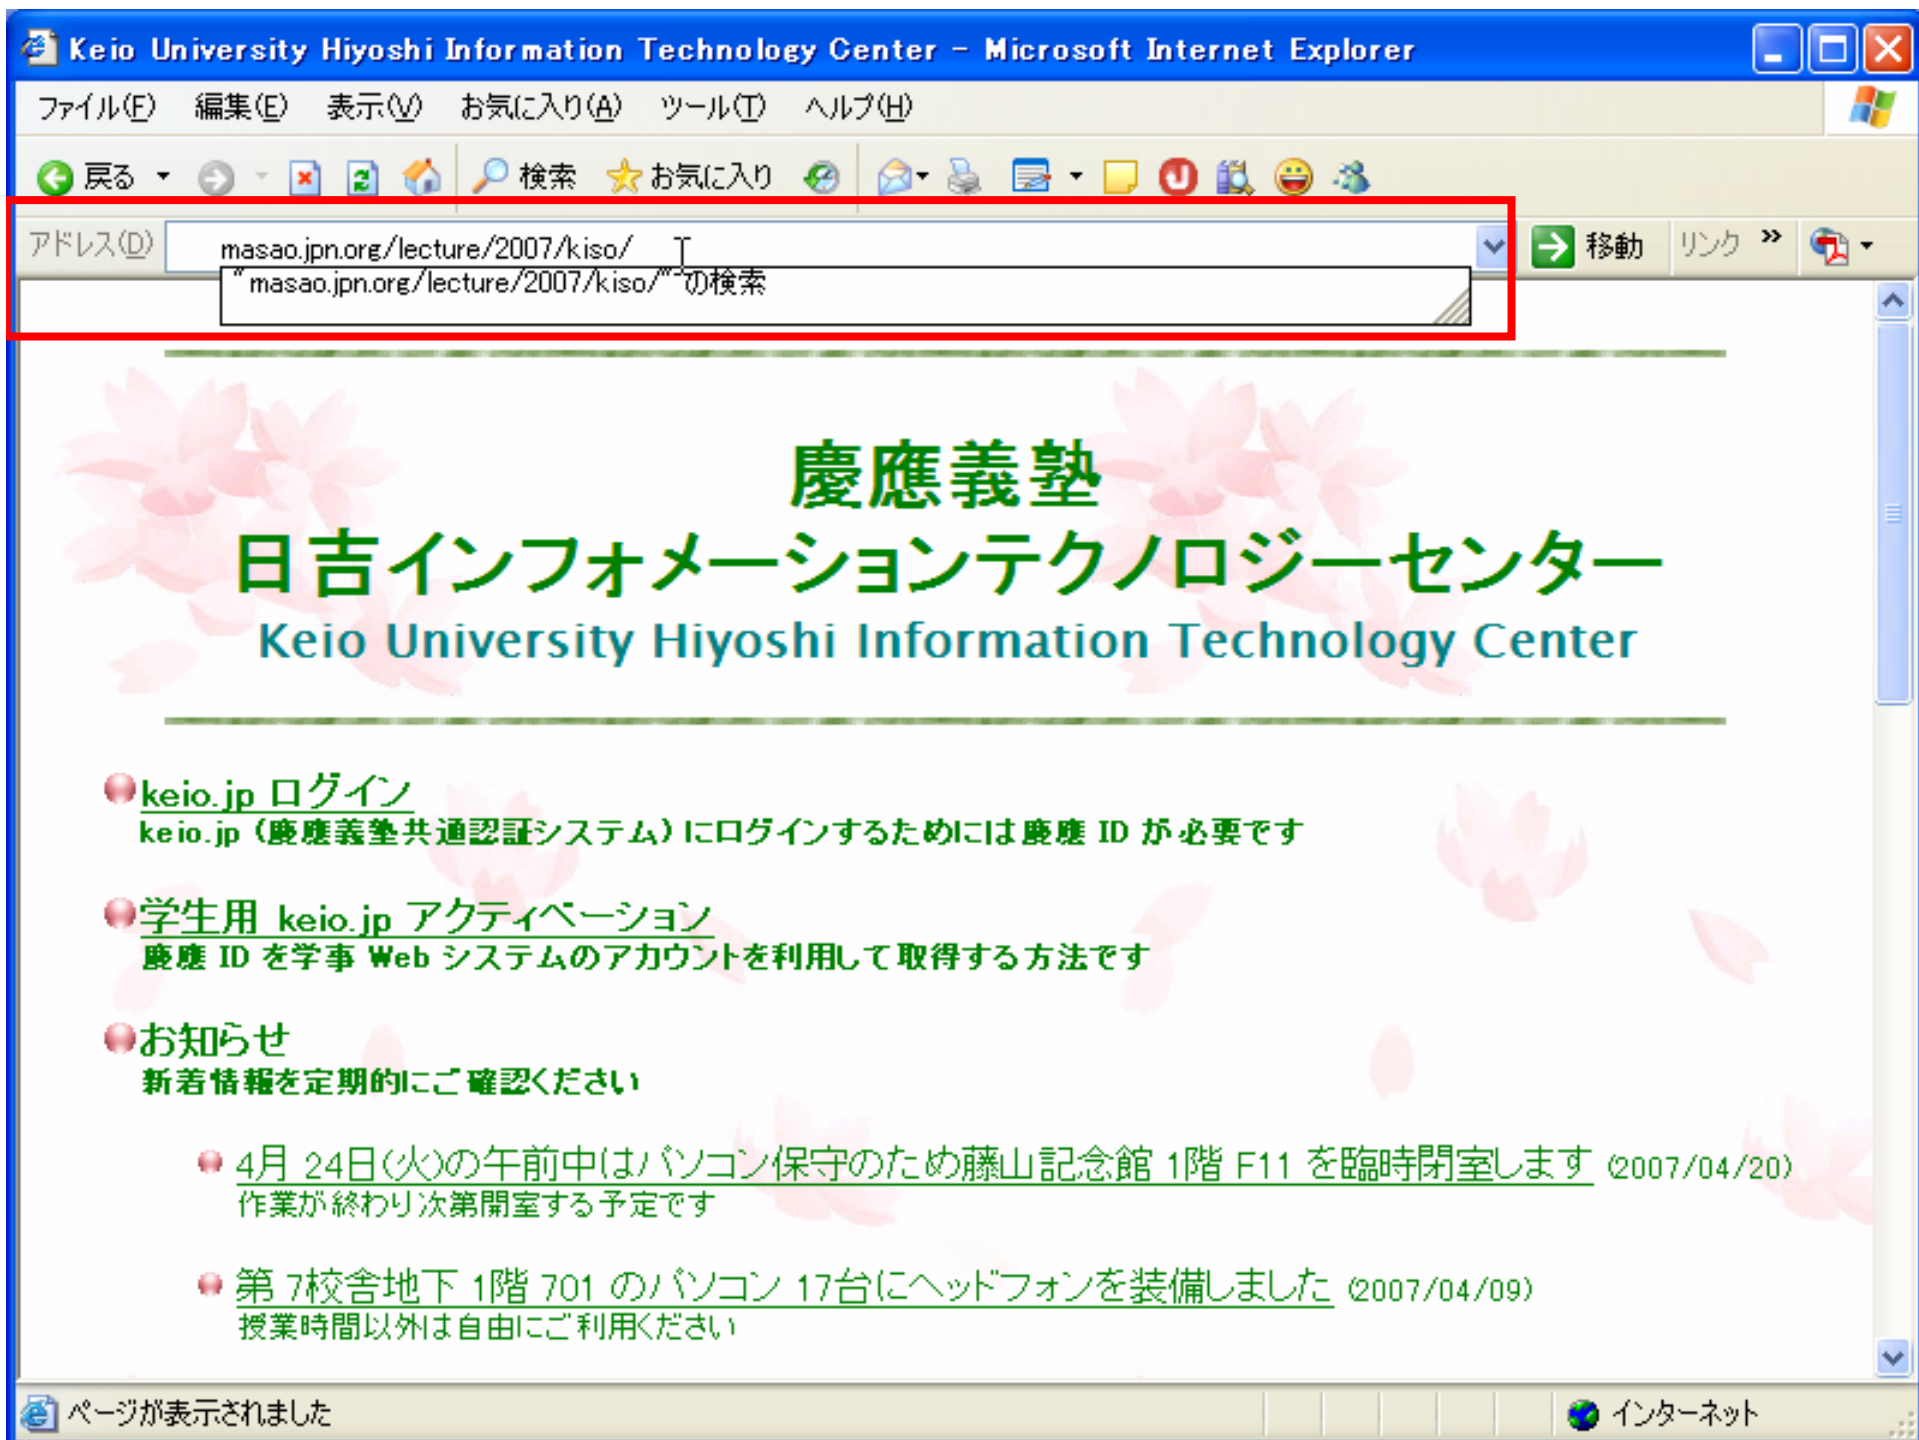 Keio University Hiyoshi Information Technology Center - Microsoft Internet Explorer
ファイル(F) 編集(E) 表示(V) お気に入り(A) ツール(T) ヘルプ(H)
戻る 検索 お気に入り
アドレス(D) masao.jpn.org/lecture/2007/kiso/ 移動 リンク »
"masao.jpn.org/lecture/2007/kiso/" の検索
慶應義塾
日吉インフォメーションテクノロジーセンター
Keio University Hiyoshi Information Technology Center
keio.jp ログイン
keio.jp (慶應義塾共通認証システム) にログインするためには慶應 ID が必要です
学生用 keio.jp アクティベーション
慶應 ID を学事 Web システムのアカウントを利用して取得する方法です
お知らせ
新着情報を定期的にご確認ください
4月 24日(火)の午前中はパソコン保守のため藤山記念館 1階 F11 を臨時閉室します (2007/04/20)
作業が終わり次第開室する予定です
第 7校舎地下 1階 701 のパソコン 17台にヘッドフォンを装備しました (2007/04/09)
授業時間以外は自由にご利用ください
ページが表示されました インターネット